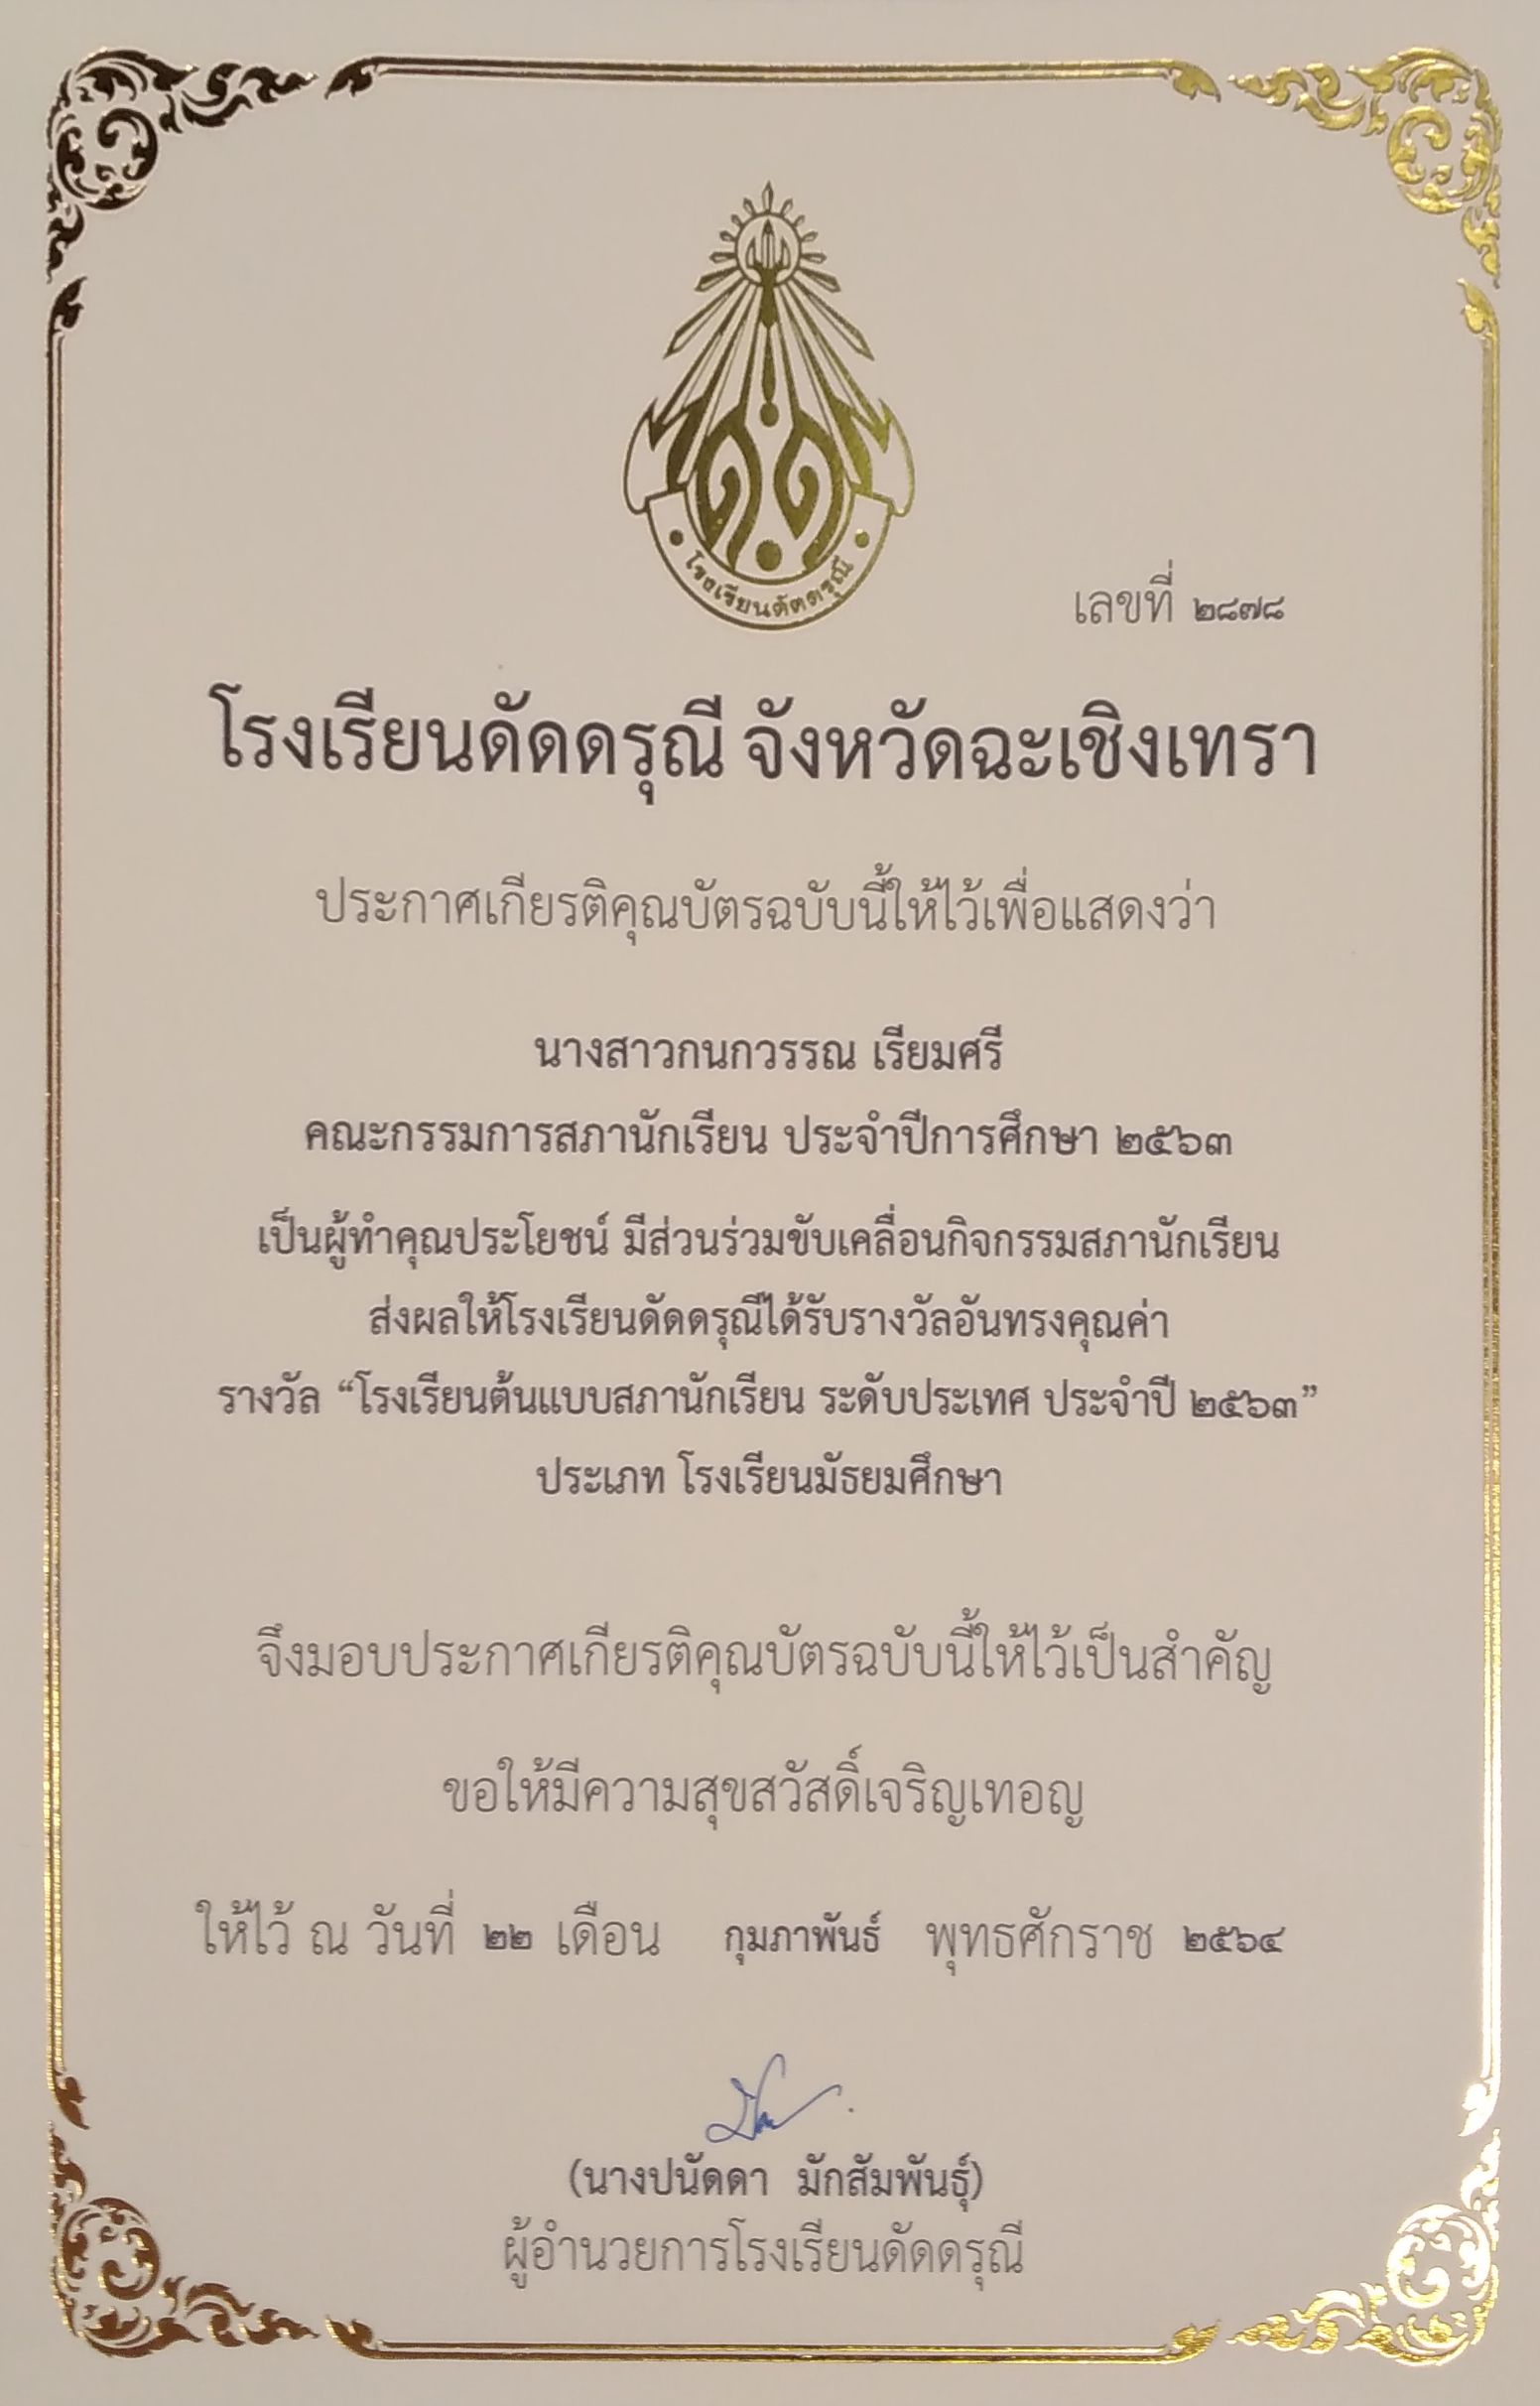 โรงเรียนดัดดรุณี
เลขที่ ๒๘๗๘
โรงเรียนดัดดรุณี จังหวัดฉะเชิงเทรา
ประกาศเกียรติคุณบัตรฉบับนี้ให้ไว้เพื่อแสดงว่า
นางสาวกนกวรรณ เรียมศรี
คณะกรรมการสภานักเรียน ประจำปีการศึกษา ๒๕๖๓
เป็นผู้ทำคุณประโยชน์ มีส่วนร่วมขับเคลื่อนกิจกรรมสภานักเรียน
ส่งผลให้โรงเรียนดัดดรุณีได้รับรางวัลอันทรงคุณค่า
รางวัล “โรงเรียนต้นแบบสภานักเรียน ระดับประเทศ ประจำปี ๒๕๖๓”
ประเภท โรงเรียนมัธยมศึกษา
จึงมอบประกาศเกียรติคุณบัตรฉบับนี้ให้ไว้เป็นสำคัญ
ขอให้มีความสุขสวัสดิ์เจริญเทอญ
ให้ไว้ ณ วันที่ ๒๒ เดือน กุมภาพันธ์ พุทธศักราช ๒๕๖๔
(นางปนัดดา มักสัมพันธุ์)
ผู้อำนวยการโรงเรียนดัดดรุณี